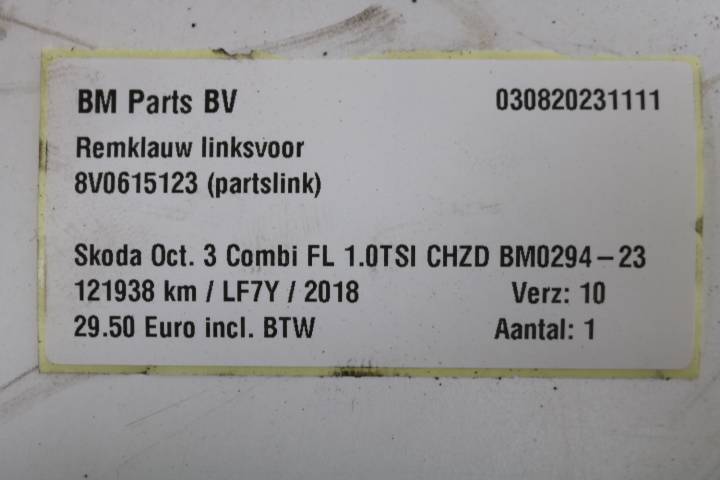 BM Parts BV 030820231111
Remklauw linksvoor
8V0615123 (partslink)
Skoda Oct. 3 Combi FL 1.0TSI CHZD BM0294-23
121938 km / LF7Y / 2018 Verz: 10
29.50 Euro incl. BTW Aantal: 1